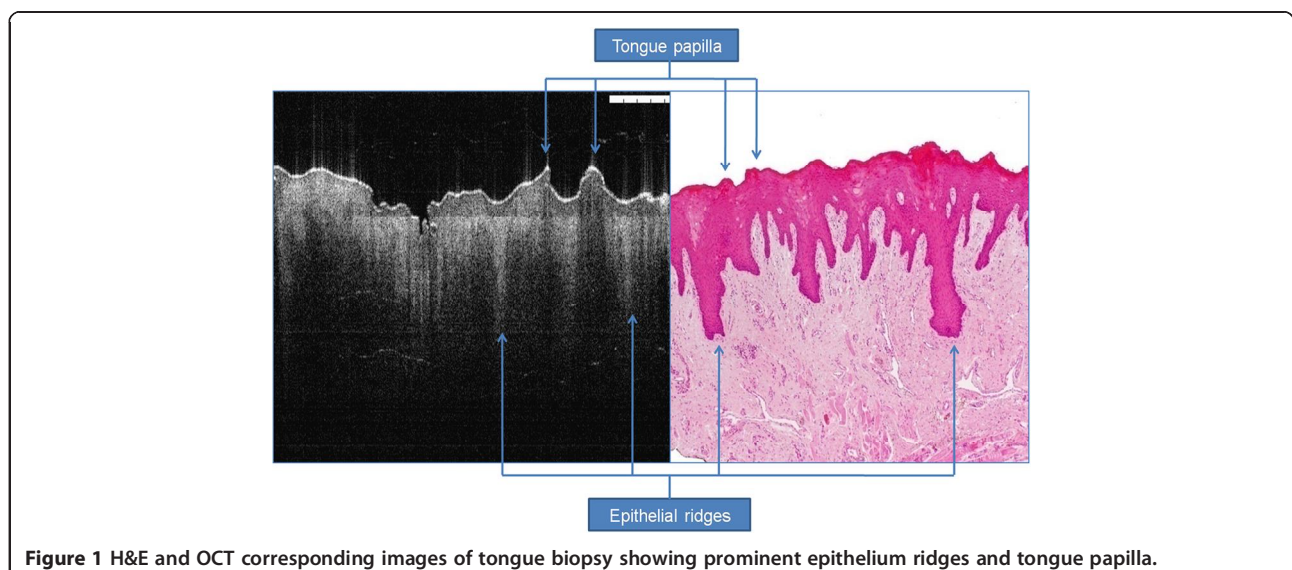 Tongue papilla
Epithelial ridges
Figure 1 H&E and OCT corresponding images of tongue biopsy showing prominent epithelium ridges and tongue papilla.